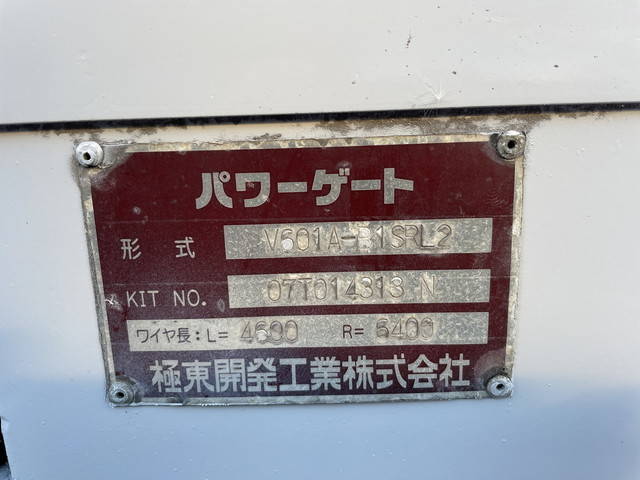 パワーゲート
形式 V601A-R1SRL2
KIT NO. 07T014313 N
ワイヤ長:L= 4600 R= 6400
極東開発工業株式会社